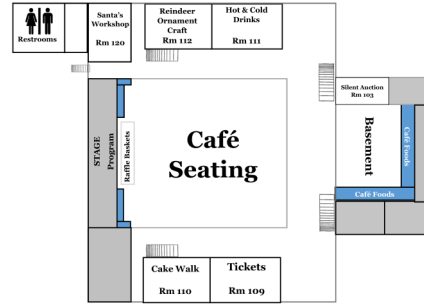 Restrooms
Santa's
Workshop
Rm 120
Reindeer
Ornament
Craft
Rm 112
Hot & Cold
Drinks
Rm 111
Silent Auction
Rm 103
STAGE
Program
Raffle Baskets
Café
Seating
Basement
Café Foods
Café Foods
Cake Walk
Rm 110
Tickets
Rm 109